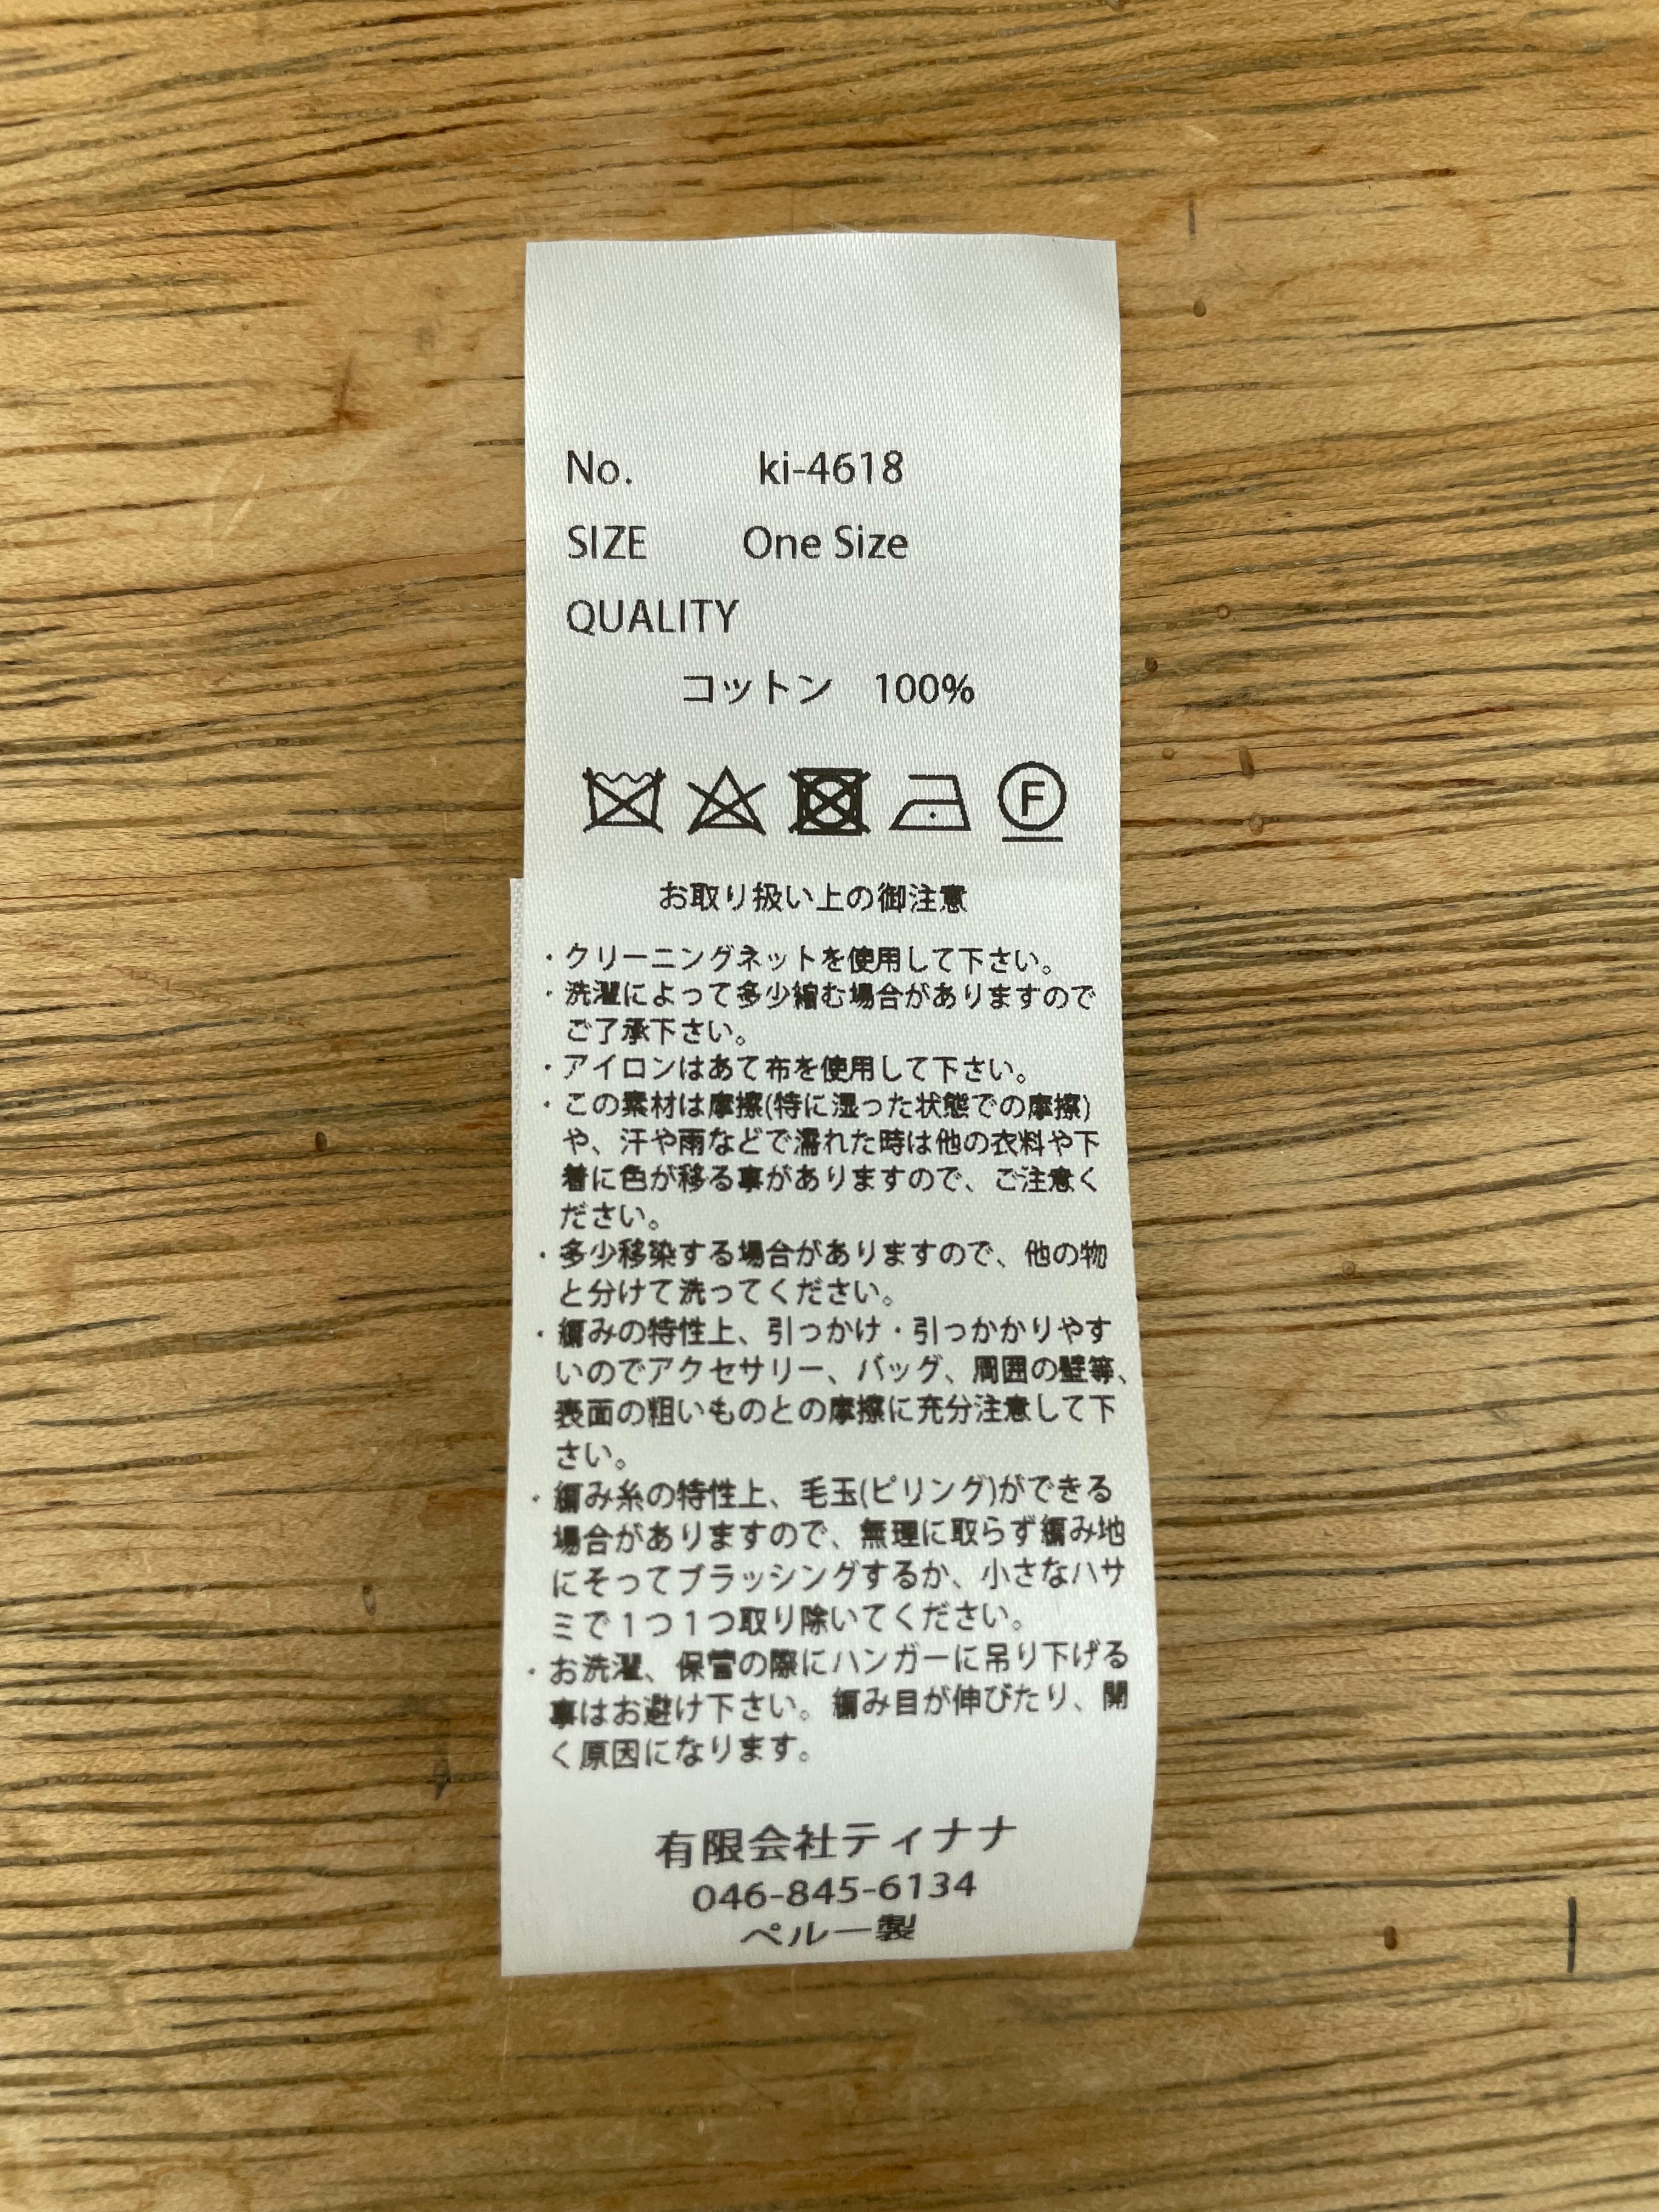 No. ki-4618
SIZE One Size
QUALITY
コットン 100%
F
お取り扱い上の御注意
・クリーニングネットを使用して下さい。
・洗濯によって多少縮む場合がありますので
ご了承下さい。
・アイロンはあて布を使用して下さい。
・この素材は摩擦(特に湿った状態での摩擦)
や、汗や雨などで濡れた時は他の衣料や下
着に色が移る事がありますので、ご注意く
ださい。
・多少移染する場合がありますので、他の物
と分けて洗ってください。
・編みの特性上、引っかけ・引っかかりやす
いのでアクセサリー、バッグ、周囲の壁等、
表面の粗いものとの摩擦に充分注意して下
さい。
・編み糸の特性上、毛玉(ピリング)ができる
場合がありますので、無理に取らず編み地
にそってブラッシングするか、小さなハサ
ミで1つ1つ取り除いてください。
・お洗濯、保管の際にハンガーに吊り下げる
事はお避け下さい。編み目が伸びたり、開
く原因になります。
有限会社ティナナ
046-845-6134
ペルー製